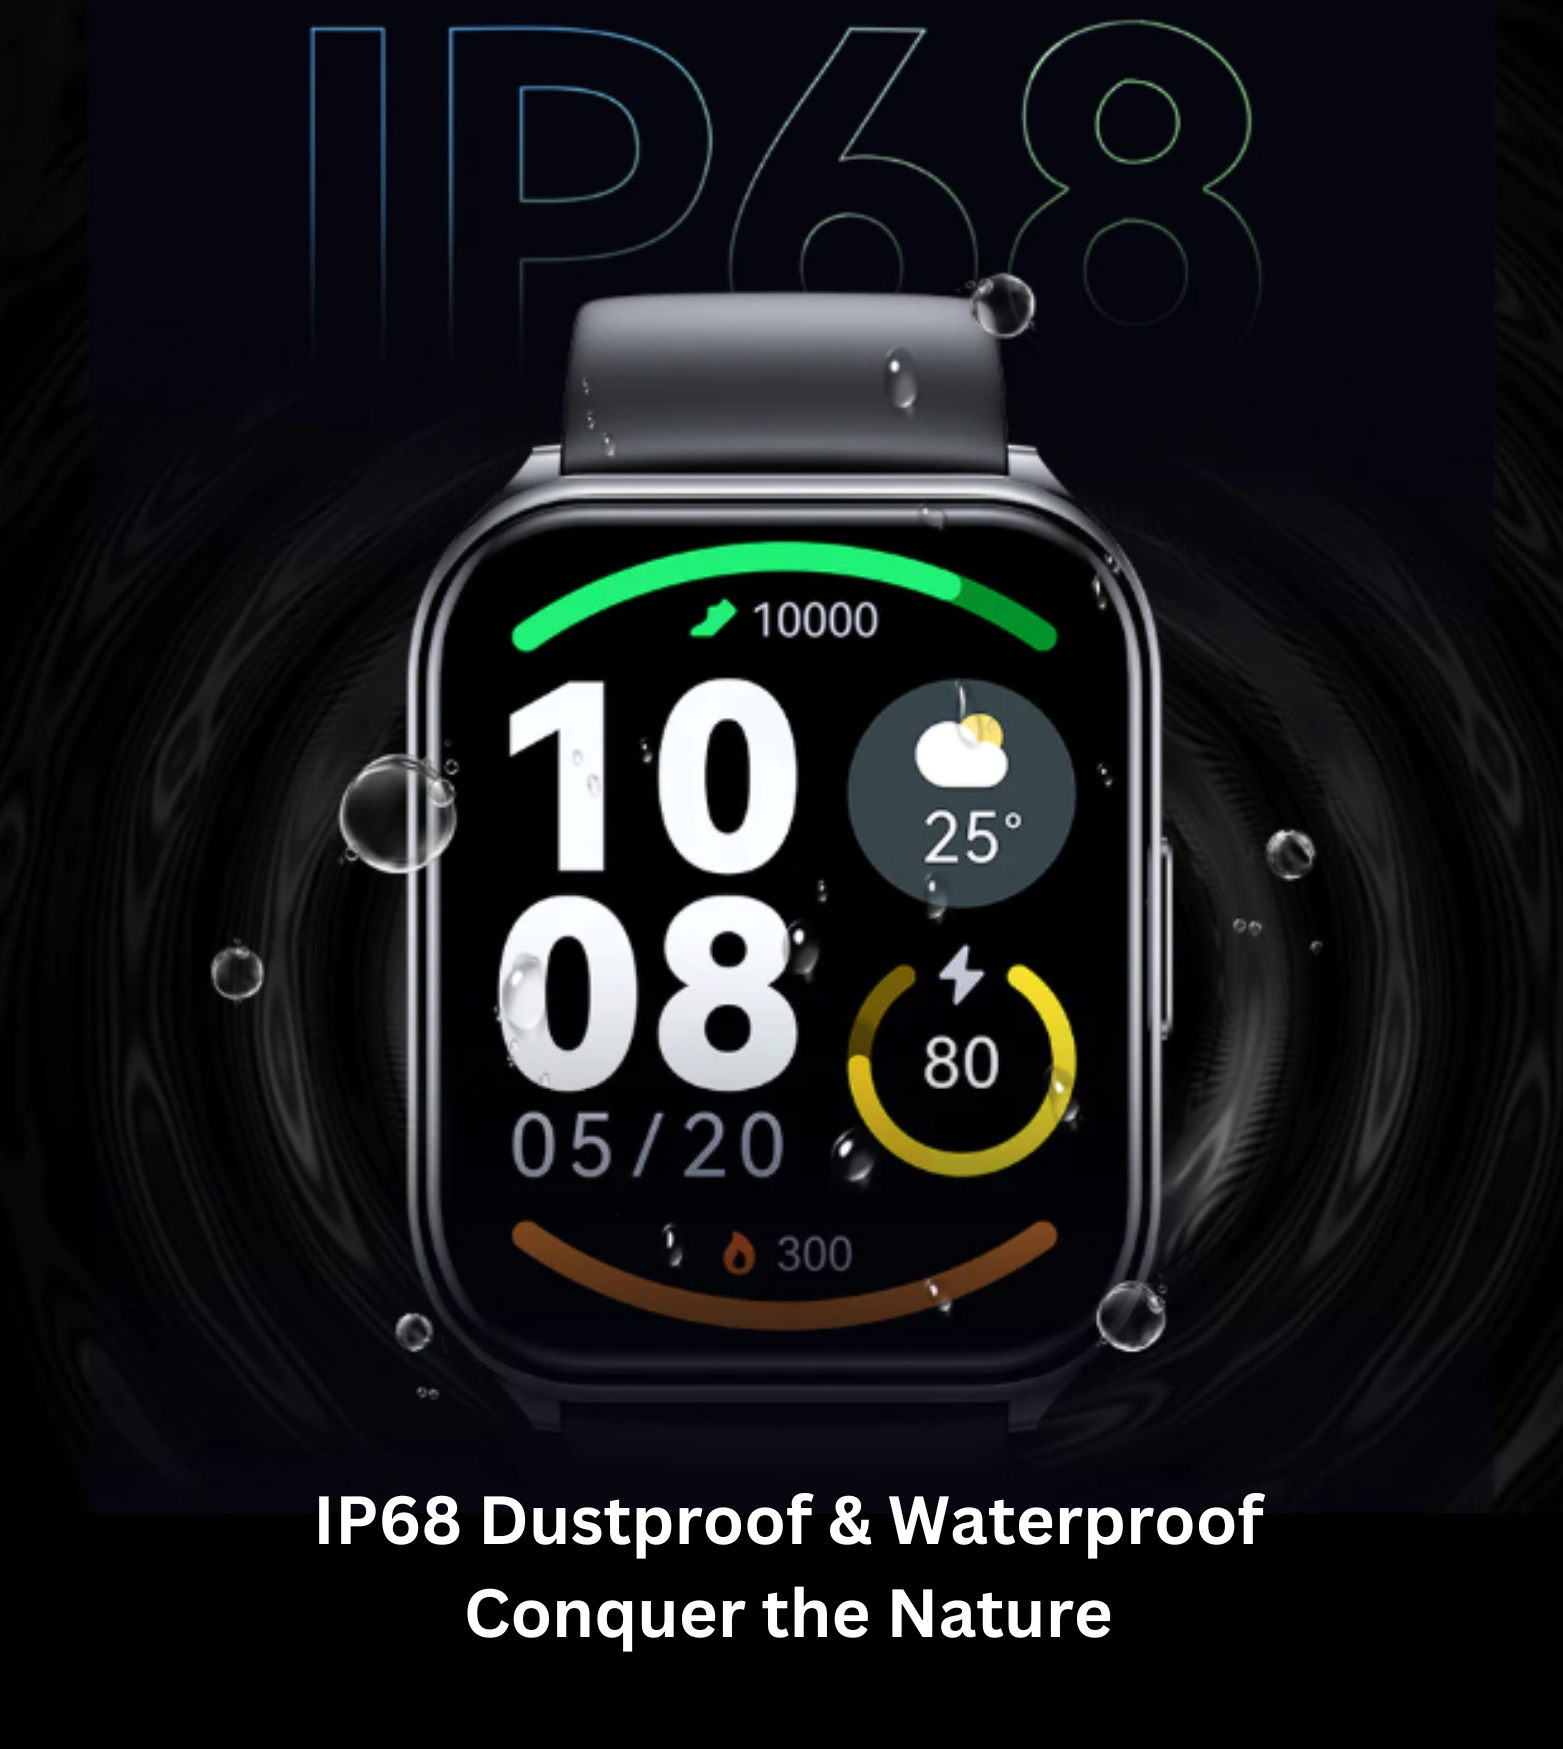 IP68
10000
10
25°
08
80
05/20
300
IP68 Dustproof & Waterproof
Conquer the Nature